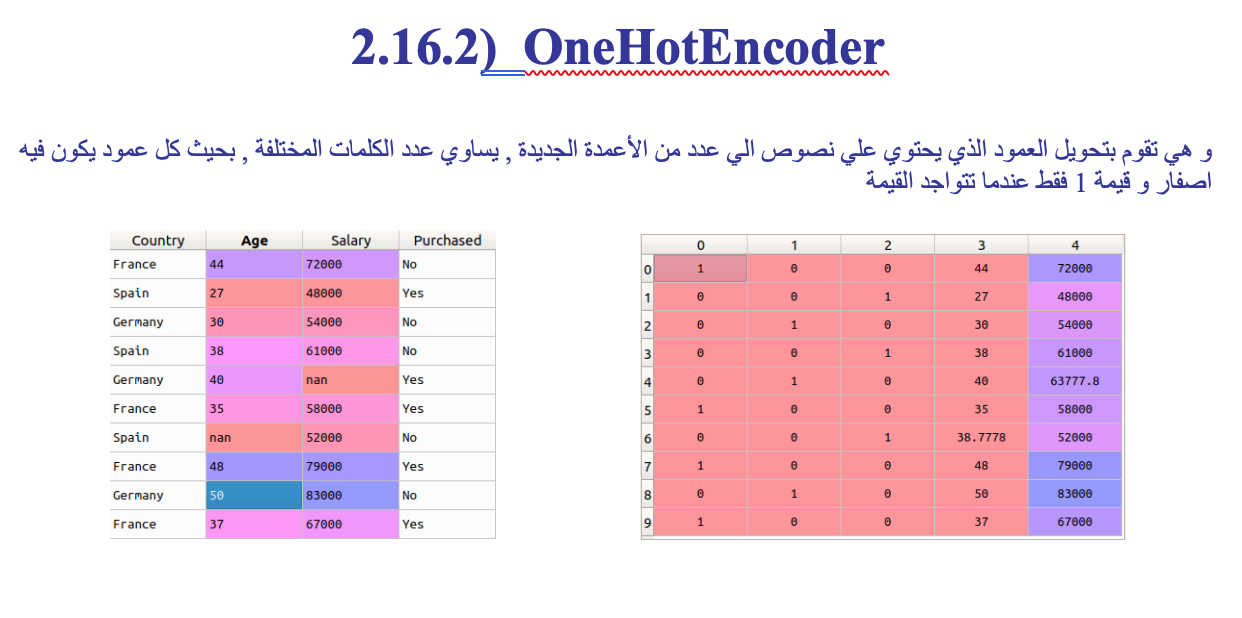 2.16.2) OneHotEncoder
و هي تقوم بتحويل العمود الذي يحتوي علي نصوص الي عدد من الأعمدة الجديدة , يساوي عدد الكلمات المختلفة , بحيث كل عمود يكون فيه
اصفار و قيمة 1 فقط عندما تتواجد القيمة
Country Age Salary Purchased
France 44 72000 No
Spain 27 48000 Yes
Germany 30 54000 No
Spain 38 61000 No
Germany 40 nan Yes
France 35 58000 Yes
Spain nan 52000 No
France 48 79000 Yes
Germany 50 83000 No
France 37 67000 Yes
0 1 2 3 4
0 1 0 0 44 72000
1 0 0 1 27 48000
2 0 1 0 30 54000
3 0 0 1 38 61000
4 0 1 0 40 63777.8
5 1 0 0 35 58000
6 0 0 1 38.7778 52000
7 1 0 0 48 79000
8 0 1 0 50 83000
9 1 0 0 37 67000